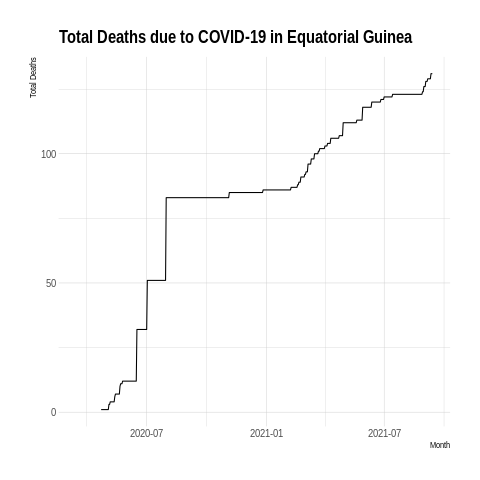 Total Deaths due to COVID-19 in Equatorial Guinea
Total Deaths
100
50
0
2020-07
2021-01
2021-07
Month